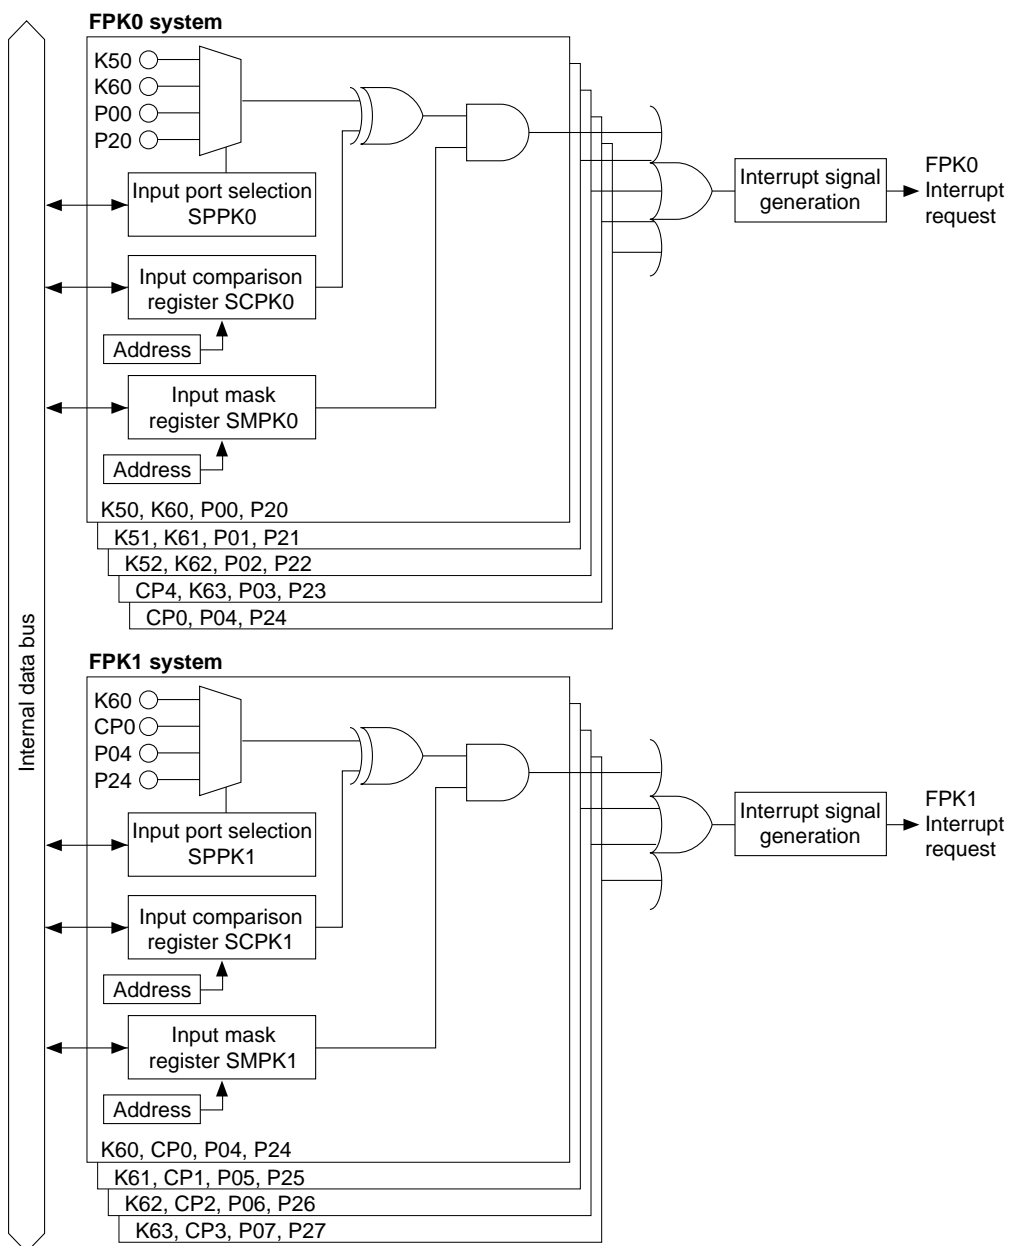 FPK0 system
K50
K60
P00
P20
Input port selection
SPPK0
Input comparison
register SCPK0
Address
Input mask
register SMPK0
Address
K50, K60, P00, P20
K51, K61, P01, P21
K52, K62, P02, P22
CP4, K63, P03, P23
CP0, P04, P24
Interrupt signal
generation
FPK0
Interrupt
request
Internal data bus
FPK1 system
K60
CP0
P04
P24
Input port selection
SPPK1
Input comparison
register SCPK1
Address
Input mask
register SMPK1
Address
K60, CP0, P04, P24
K61, CP1, P05, P25
K62, CP2, P06, P26
K63, CP3, P07, P27
Interrupt signal
generation
FPK1
Interrupt
request